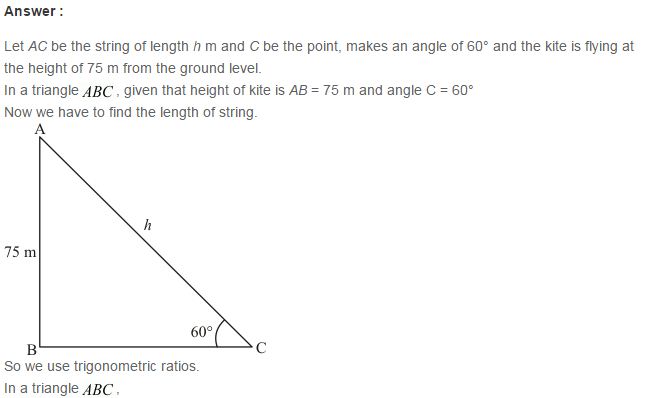 Answer :
Let AC be the string of length h m and C be the point, makes an angle of 60° and the kite is flying at
the height of 75 m from the ground level.
In a triangle ABC , given that height of kite is AB = 75 m and angle C = 60°
Now we have to find the length of string.
A
h
75 m
60°
B
C
So we use trigonometric ratios.
In a triangle ABC ,